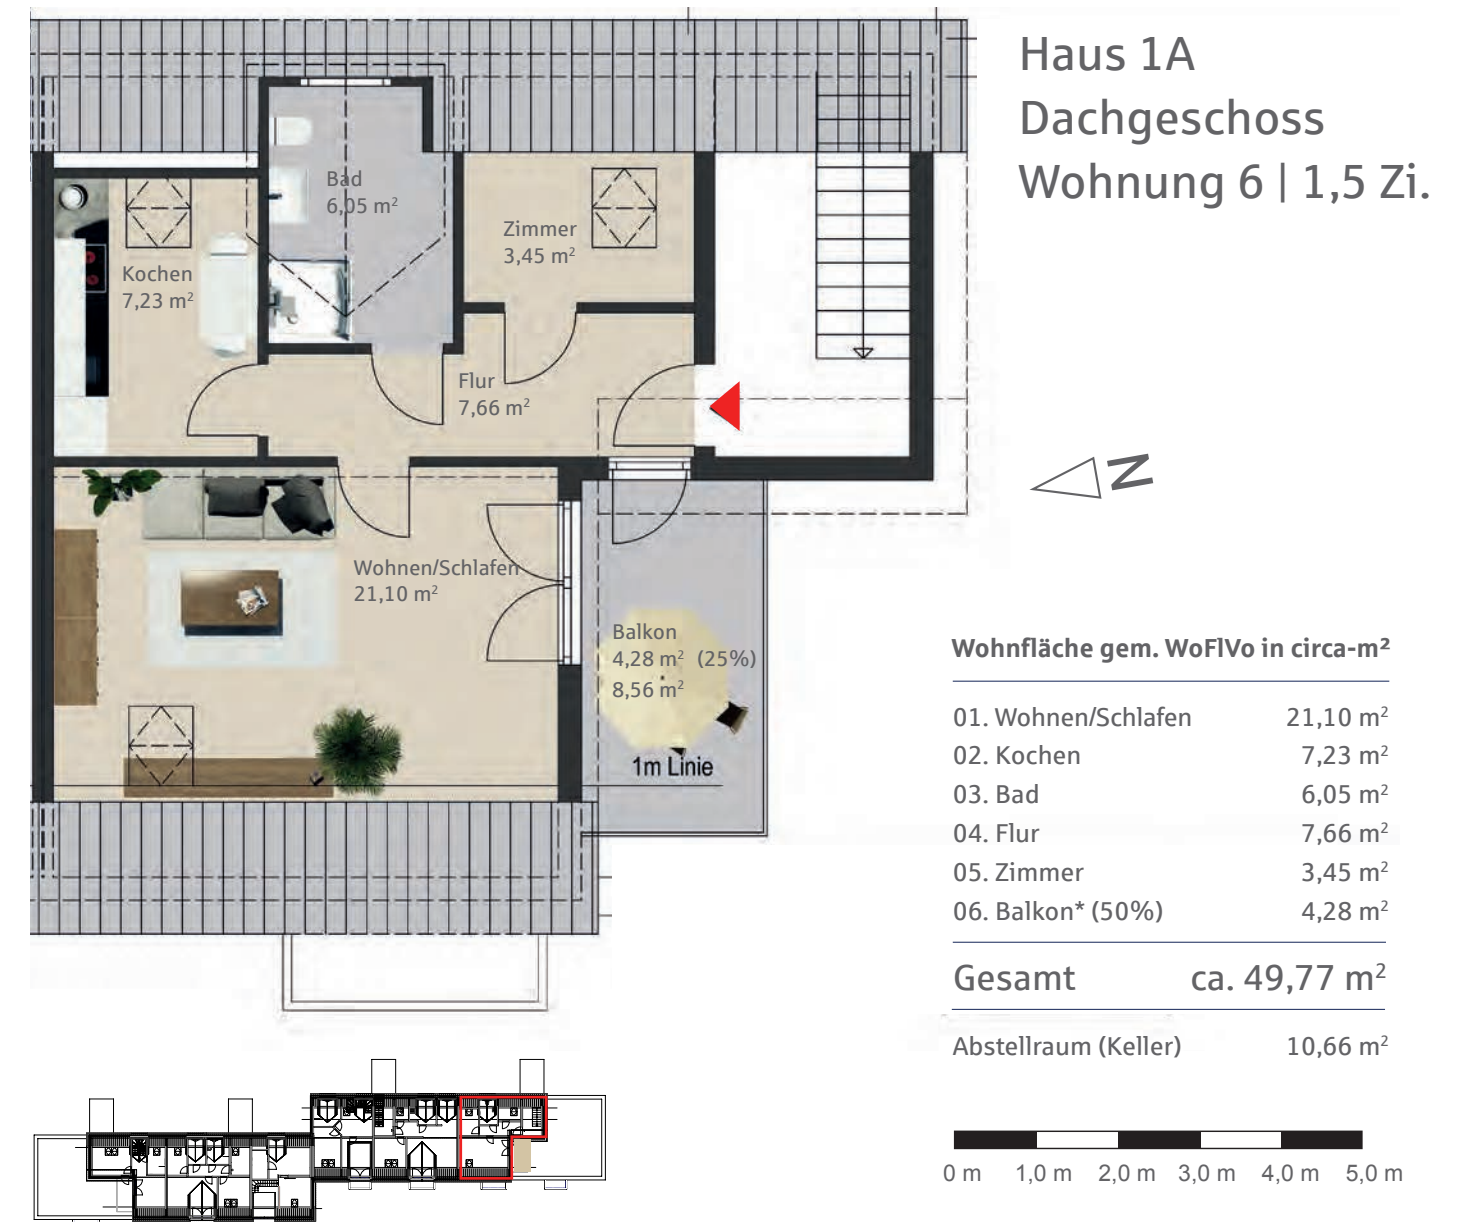 Haus 1A
Dachgeschoss
Wohnung 6 | 1,5 Zi.
Bad
6,05 m²
Zimmer
3,45 m²
Kochen
7,23 m²
Flur
7,66 m²
N
Wohnen/Schlafen
21,10 m²
Balkon
4,28 m² (25%)
8,56 m²
1m Linie
Wohnfläche gem. WoFlVo in circa-m²
01. Wohnen/Schlafen 21,10 m²
02. Kochen 7,23 m²
03. Bad 6,05 m²
04. Flur 7,66 m²
05. Zimmer 3,45 m²
06. Balkon* (50%) 4,28 m²
Gesamt ca. 49,77 m²
Abstellraum (Keller) 10,66 m²
0 m 1,0 m 2,0 m 3,0 m 4,0 m 5,0 m